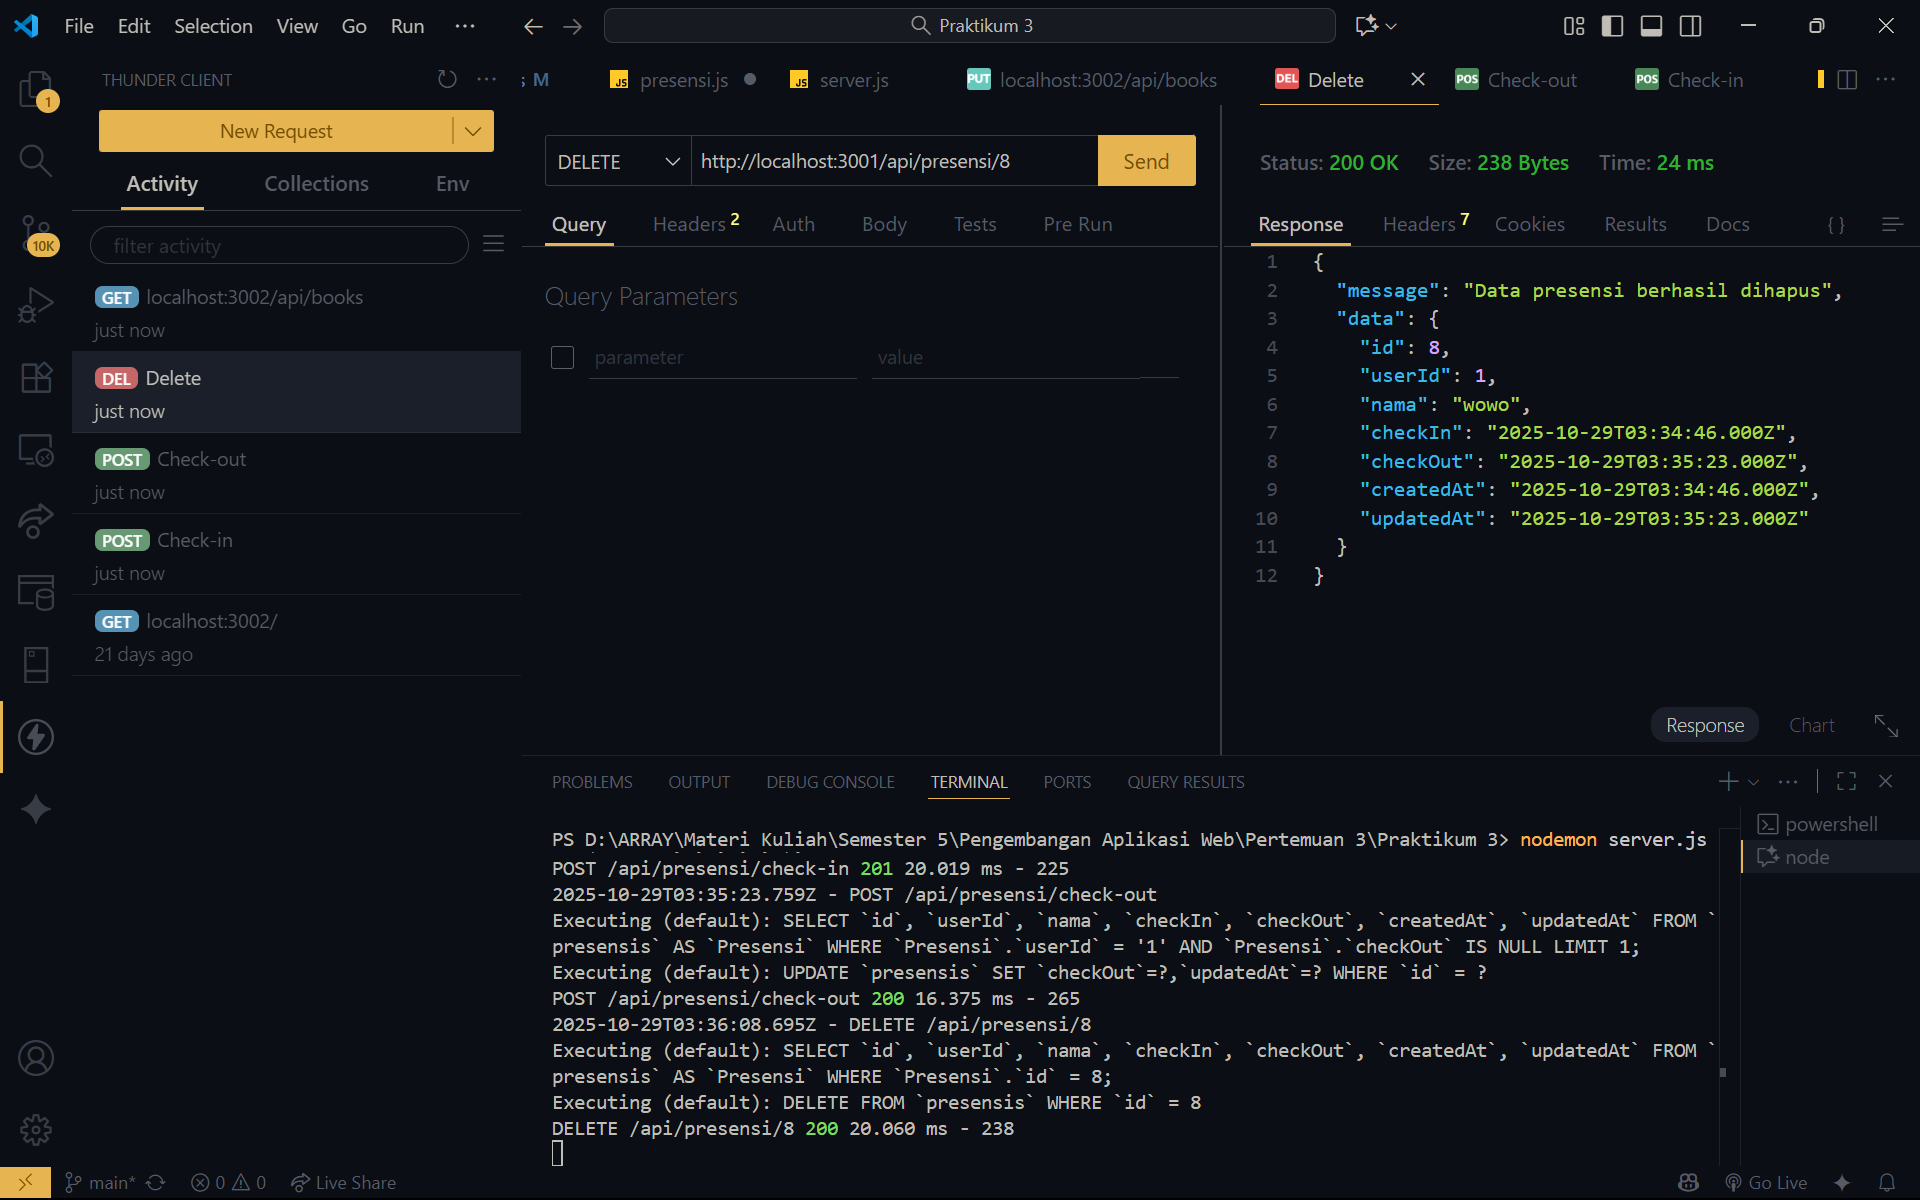 File Edit Selection View Go Run ···
Praktikum 3
THUNDER CLIENT
s M
presensi.js
server.js
PUT localhost:3002/api/books
DEL Delete
POS Check-out
POS Check-in
1
10K
New Request
Activity Collections Env
filter activity
GET localhost:3002/api/books
just now
DEL Delete
just now
POST Check-out
just now
POST Check-in
just now
GET localhost:3002/
21 days ago
DELETE http://localhost:3001/api/presensi/8 Send
Query Headers 2 Auth Body Tests Pre Run
Query Parameters
parameter value
Status: 200 OK Size: 238 Bytes Time: 24 ms
Response Headers 7 Cookies Results Docs { }
1 {
2 "message": "Data presensi berhasil dihapus",
3 "data": {
4 "id": 8,
5 "userId": 1,
6 "nama": "wowo",
7 "checkIn": "2025-10-29T03:34:46.000Z",
8 "checkOut": "2025-10-29T03:35:23.000Z",
9 "createdAt": "2025-10-29T03:34:46.000Z",
10 "updatedAt": "2025-10-29T03:35:23.000Z"
11 }
12 }
Response Chart
PROBLEMS OUTPUT DEBUG CONSOLE TERMINAL PORTS QUERY RESULTS
powershell
node
PS D:\ARRAY\Materi Kuliah\Semester 5\Pengembangan Aplikasi Web\Pertemuan 3\Praktikum 3> nodemon server.js
POST /api/presensi/check-in 201 20.019 ms - 225
2025-10-29T03:35:23.759Z - POST /api/presensi/check-out
Executing (default): SELECT `id`, `userId`, `nama`, `checkIn`, `checkOut`, `createdAt`, `updatedAt` FROM `
presensis` AS `Presensi` WHERE `Presensi`.`userId` = '1' AND `Presensi`.`checkOut` IS NULL LIMIT 1;
Executing (default): UPDATE `presensis` SET `checkOut`=?,`updatedAt`=? WHERE `id` = ?
POST /api/presensi/check-out 200 16.375 ms - 265
2025-10-29T03:36:08.695Z - DELETE /api/presensi/8
Executing (default): SELECT `id`, `userId`, `nama`, `checkIn`, `checkOut`, `createdAt`, `updatedAt` FROM `
presensis` AS `Presensi` WHERE `Presensi`.`id` = 8;
Executing (default): DELETE FROM `presensis` WHERE `id` = 8
DELETE /api/presensi/8 200 20.060 ms - 238
main* 0 0 Live Share
Go Live